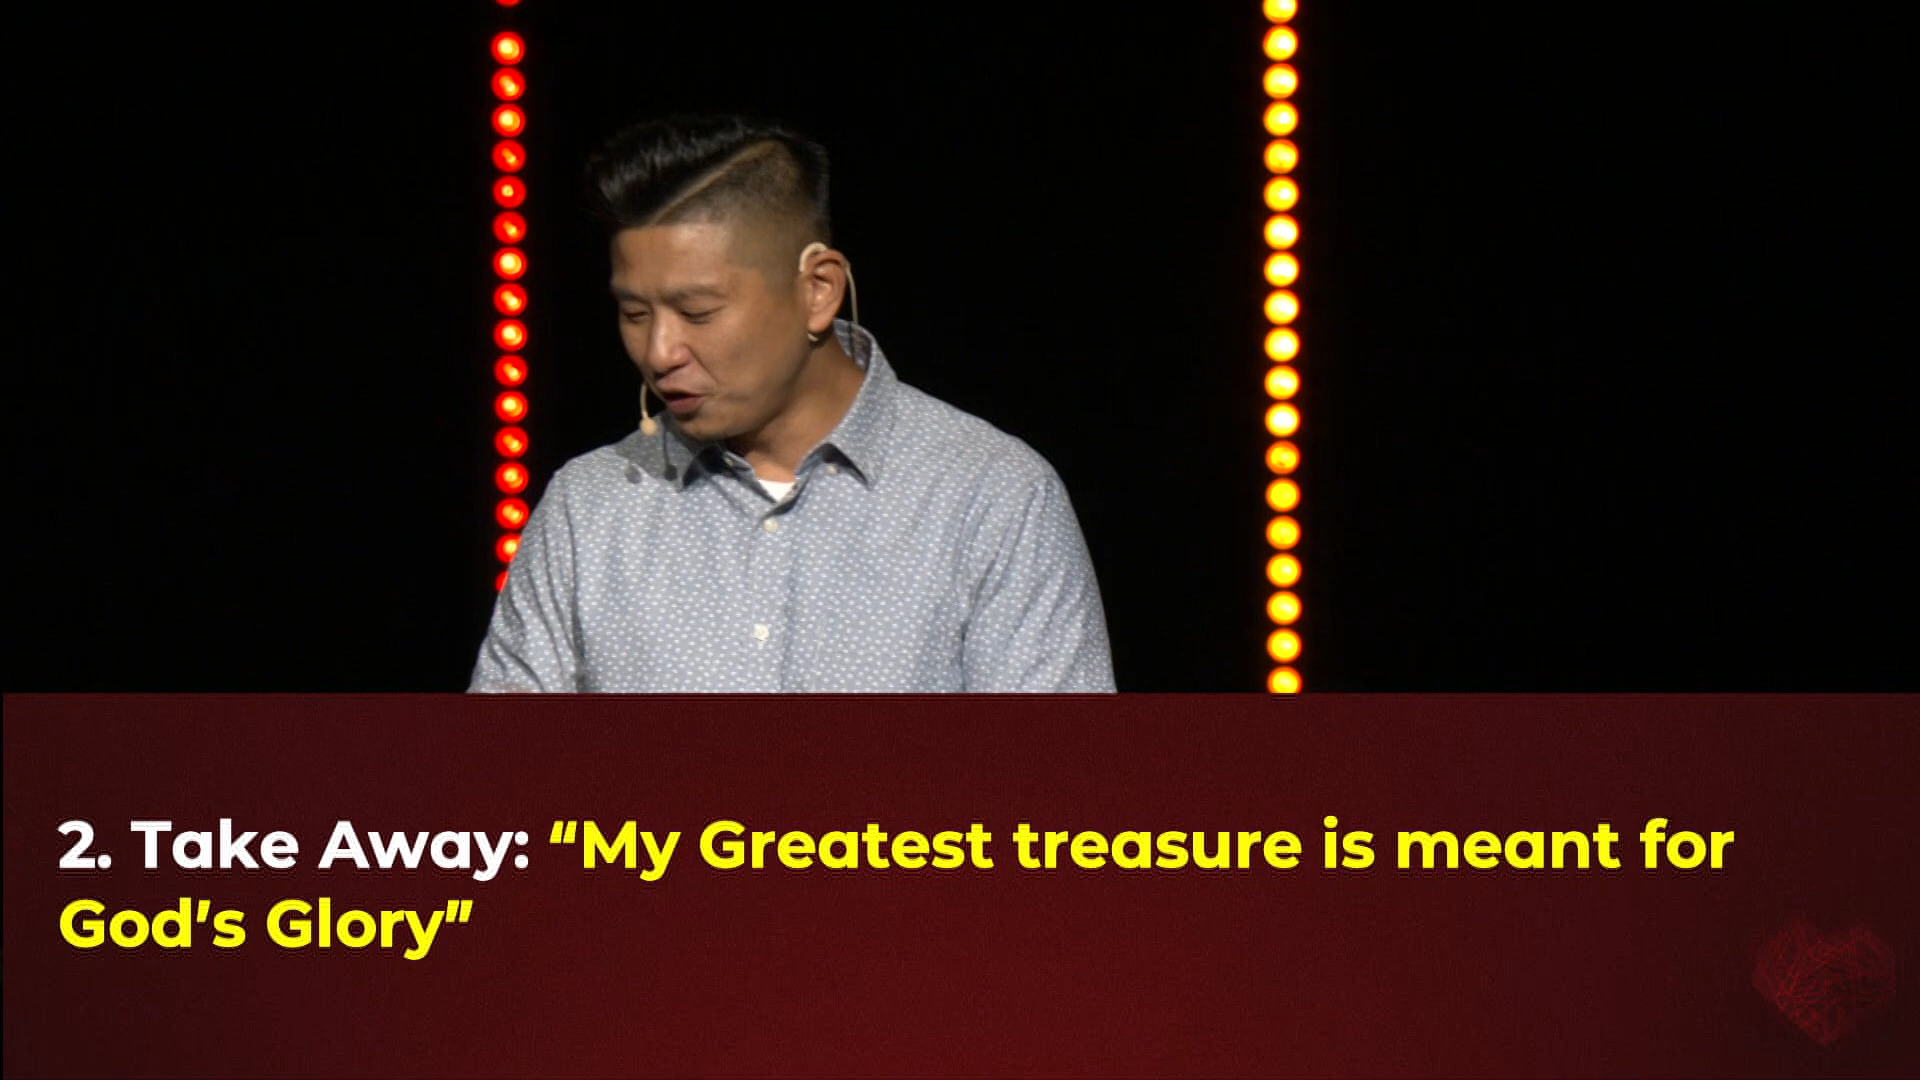 2. Take Away: “My Greatest treasure is meant for
God’s Glory”